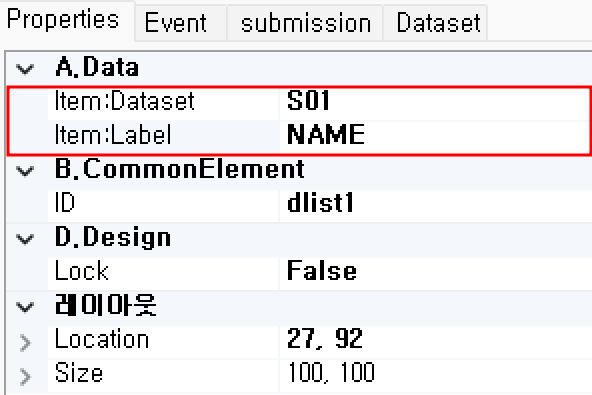 Properties Event submission Dataset
A.Data
Item:Dataset S01
Item:Label NAME
B.CommonElement
ID dlist1
D.Design
Lock False
레이아웃
Location 27, 92
Size 100, 100